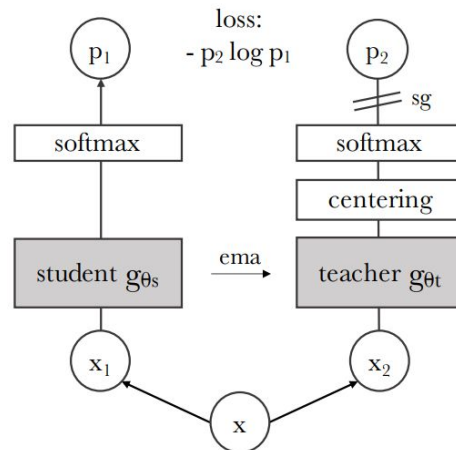 loss:
- p₂ log p₁
p₁
p₂
sg
softmax
softmax
centering
student gθs
ema
teacher gθt
x₁
x₂
x